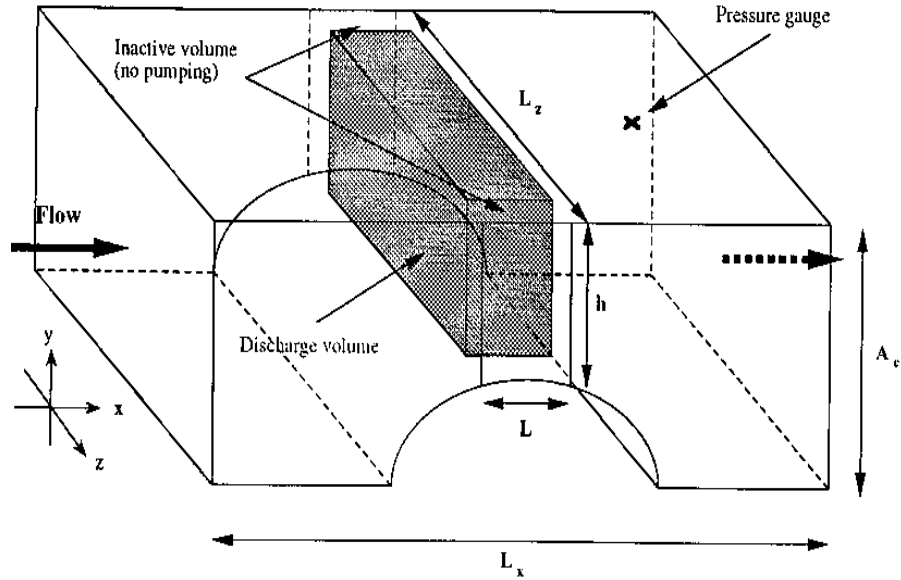 Pressure gauge
Inactive volume
(no pumping)
L z
Flow
h
Discharge volume
A c
y
x
z
L
L x